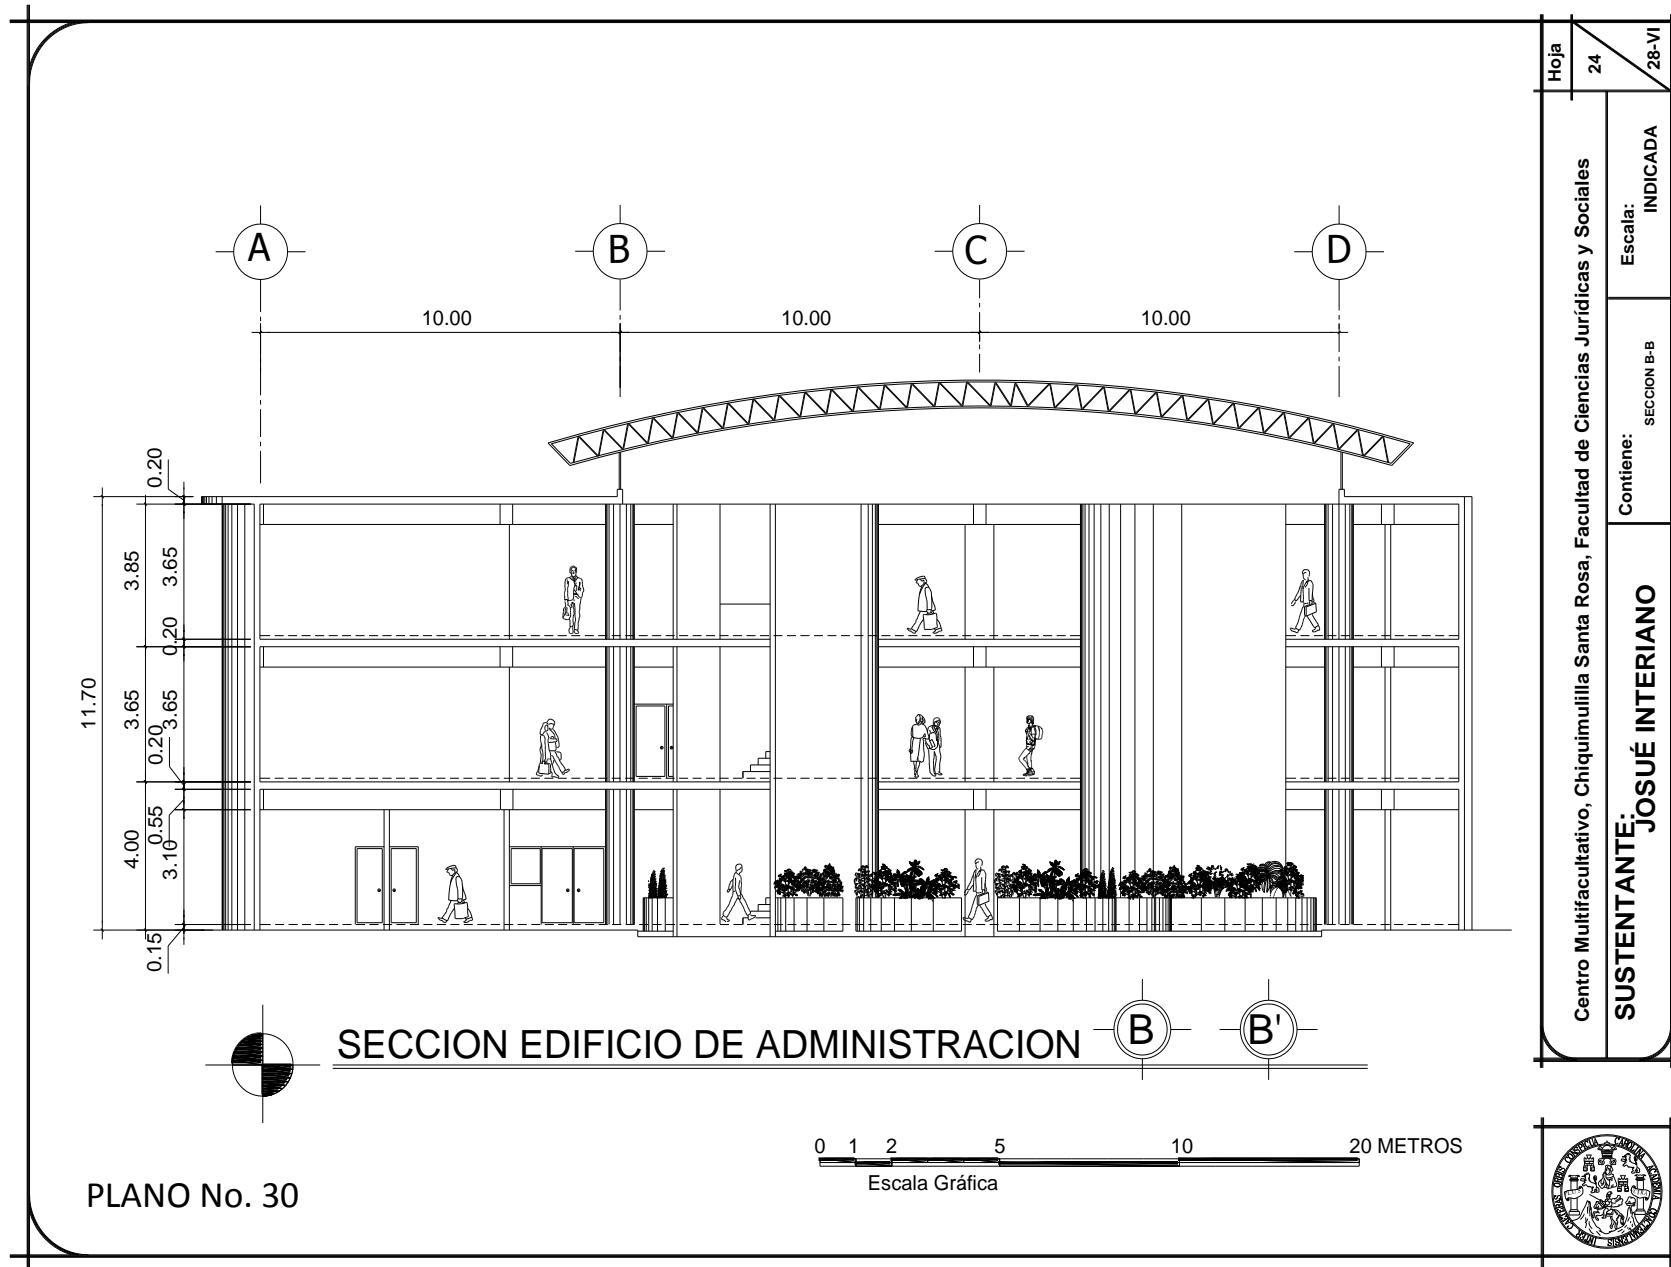 A
B
C
D
10.00
10.00
10.00
0.20
3.85
3.65
0.20
11.70
3.65
3.65
0.20
0.55
4.00
3.10
0.15
SECCION EDIFICIO DE ADMINISTRACION
B
B'
0 1 2 5 10 20 METROS
Escala Gráfica
PLANO No. 30
Hoja
24
28-VI
Centro Multifacultativo, Chiquimulilla Santa Rosa, Facultad de Ciencias Jurídicas y Sociales
Escala:
INDICADA
Contiene:
SECCION B-B
SUSTENTANTE:
JOSUÉ INTERIANO